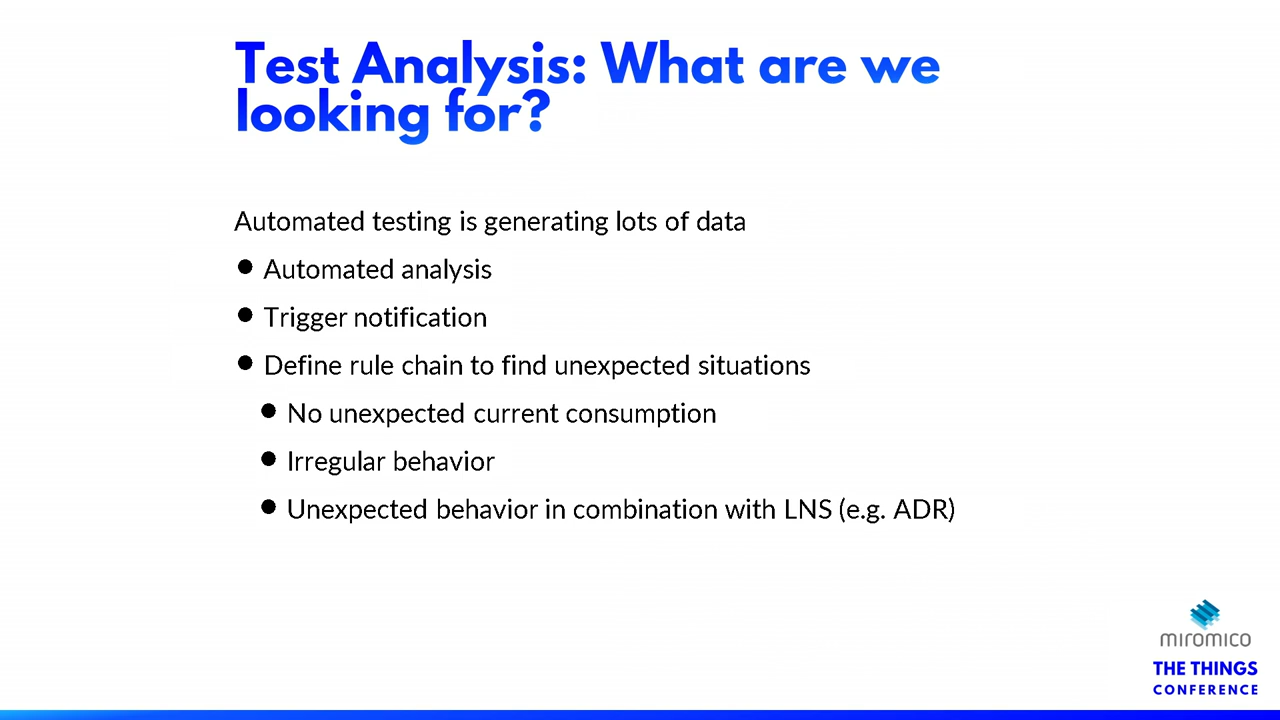 Test Analysis: What are we
looking for?
Automated testing is generating lots of data
● Automated analysis
● Trigger notification
● Define rule chain to find unexpected situations
● No unexpected current consumption
● Irregular behavior
● Unexpected behavior in combination with LNS (e.g. ADR)
miromico
THE THINGS
CONFERENCE